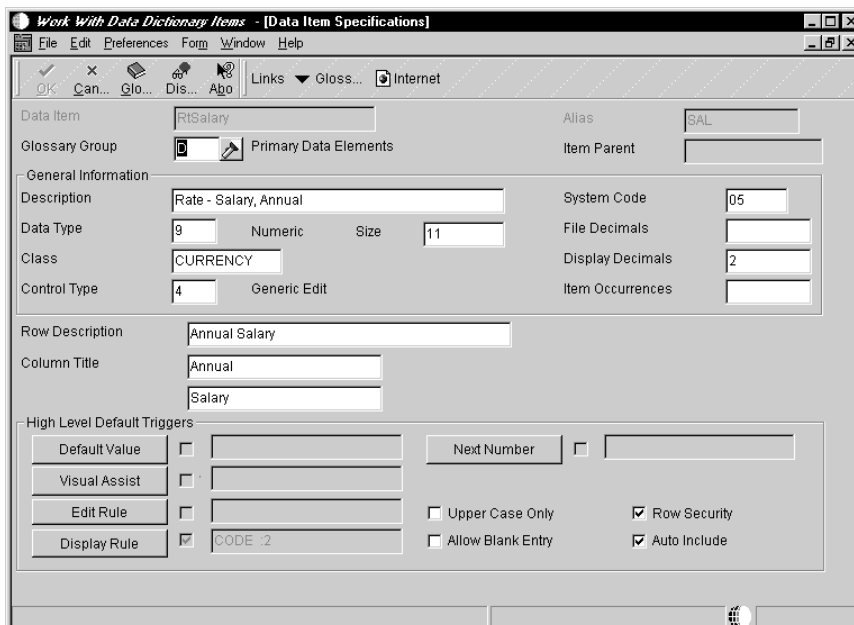 Work With Data Dictionary Items - [Data Item Specifications]
File Edit Preferences Form Window Help
OK Can... Glo... Dis... Abo Links Gloss... Internet
Data Item RtSalary Alias SAL
Glossary Group D Primary Data Elements Item Parent
General Information
Description Rate - Salary, Annual System Code 05
Data Type 9 Numeric Size 11 File Decimals
Class CURRENCY Display Decimals 2
Control Type 4 Generic Edit Item Occurrences
Row Description Annual Salary
Column Title Annual
Salary
High Level Default Triggers
Default Value Next Number
Visual Assist
Edit Rule Upper Case Only Row Security
Display Rule CODE :2 Allow Blank Entry Auto Include